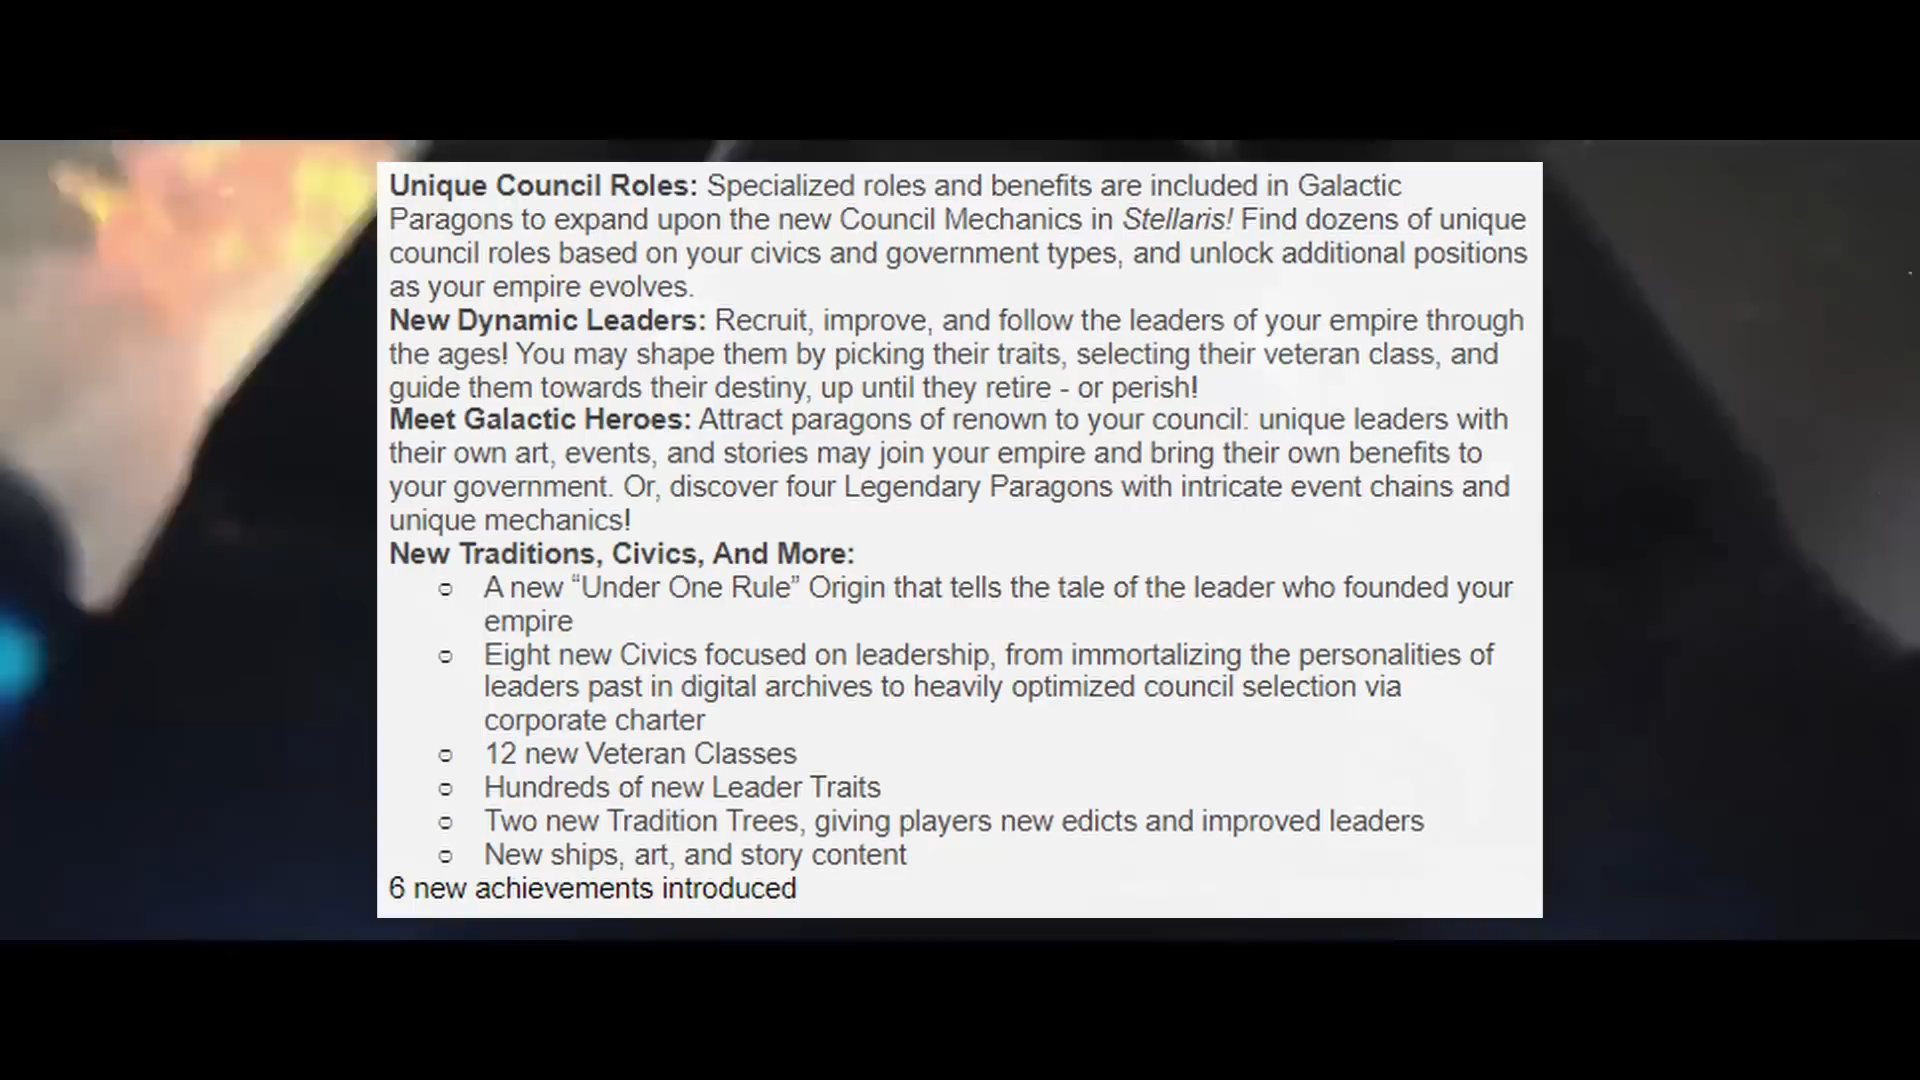 Unique Council Roles: Specialized roles and benefits are included in Galactic
Paragons to expand upon the new Council Mechanics in Stellaris! Find dozens of unique
council roles based on your civics and government types, and unlock additional positions
as your empire evolves.
New Dynamic Leaders: Recruit, improve, and follow the leaders of your empire through
the ages! You may shape them by picking their traits, selecting their veteran class, and
guide them towards their destiny, up until they retire - or perish!
Meet Galactic Heroes: Attract paragons of renown to your council: unique leaders with
their own art, events, and stories may join your empire and bring their own benefits to
your government. Or, discover four Legendary Paragons with intricate event chains and
unique mechanics!
New Traditions, Civics, And More:
○ A new “Under One Rule” Origin that tells the tale of the leader who founded your
empire
○ Eight new Civics focused on leadership, from immortalizing the personalities of
leaders past in digital archives to heavily optimized council selection via
corporate charter
○ 12 new Veteran Classes
○ Hundreds of new Leader Traits
○ Two new Tradition Trees, giving players new edicts and improved leaders
○ New ships, art, and story content
6 new achievements introduced